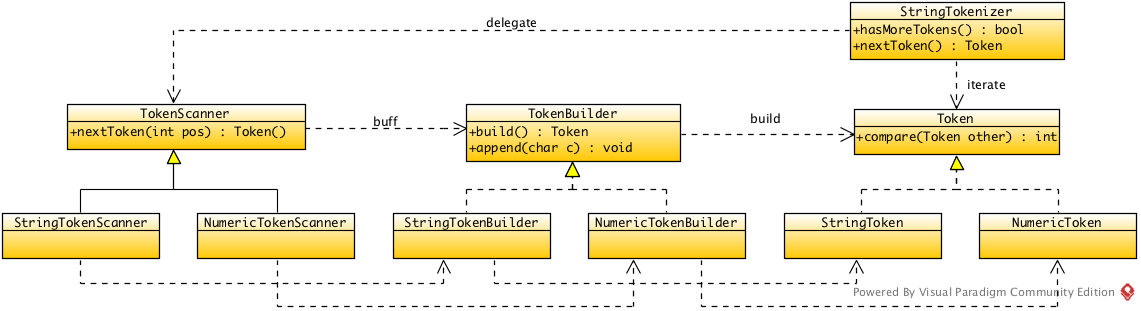 StringTokenizer
+hasMoreTokens() : bool
+nextToken() : Token
delegate
iterate
TokenScanner
+nextToken(int pos) : Token()
buff
TokenBuilder
+build() : Token
+append(char c) : void
build
Token
+compare(Token other) : int
StringTokenScanner
NumericTokenScanner
StringTokenBuilder
NumericTokenBuilder
StringToken
NumericToken
Powered By Visual Paradigm Community Edition